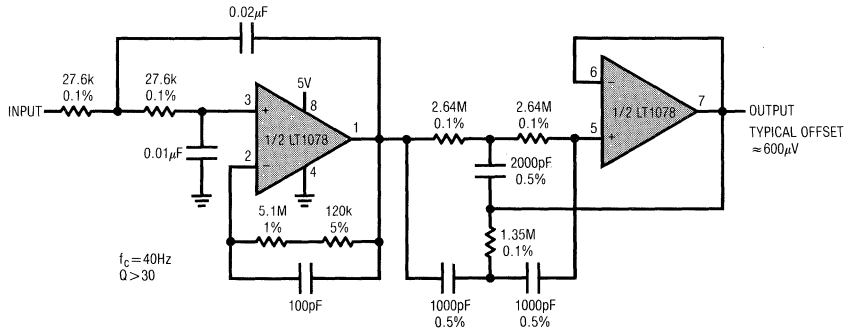 0.02µF
27.6k
0.1%
27.6k
0.1%
INPUT
0.01µF
3
+
2
–
5V
8
1/2 LT1078
4
1
5.1M
1%
120k
5%
100pF
fC=40Hz
Q>30
2.64M
0.1%
2.64M
0.1%
2000pF
0.5%
1.35M
0.1%
1000pF
0.5%
1000pF
0.5%
6
–
5
+
1/2 LT1078
7
OUTPUT
TYPICAL OFFSET
≈600µV